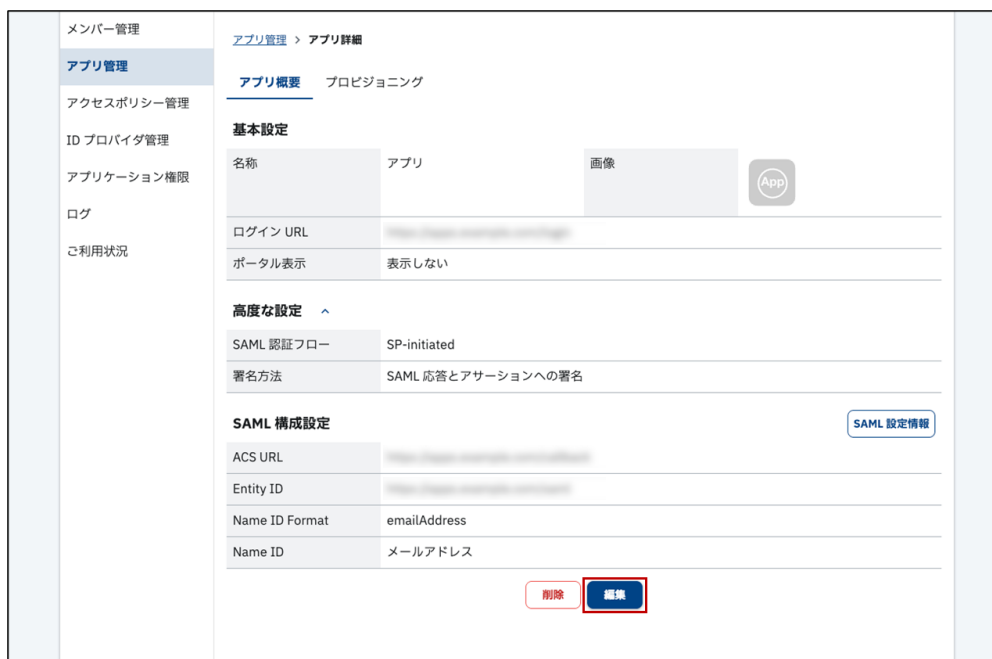 メンバー管理
アプリ管理
アクセスポリシー管理
ID プロバイダ管理
アプリケーション権限
ログ
ご利用状況
アプリ管理 > アプリ詳細
アプリ概要 プロビジョニング
基本設定
名称 アプリ 画像 App
ログイン URL
ポータル表示 表示しない
高度な設定
SAML 認証フロー SP-initiated
署名方法 SAML 応答とアサーションへの署名
SAML 構成設定 SAML 設定情報
ACS URL
Entity ID
Name ID Format emailAddress
Name ID メールアドレス
削除 編集